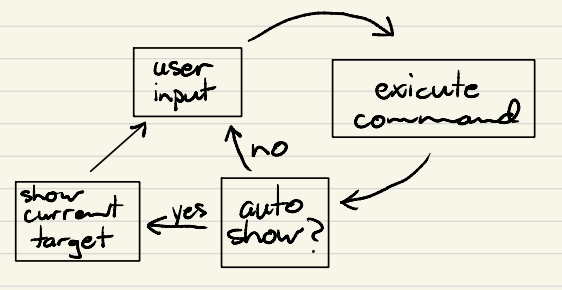 user
input
exicute
command
no
show
current
target
yes
auto
show?